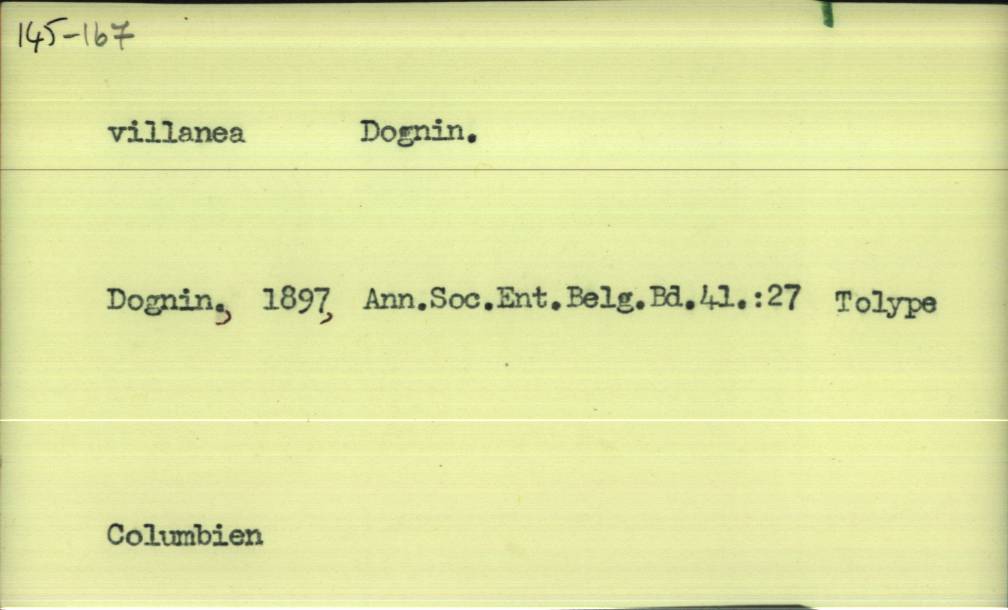 145-167
villanea Dognin.
Dognin., 1897, Ann.Soc.Ent.Belg.Bd.41.:27 Tolype
Columbien